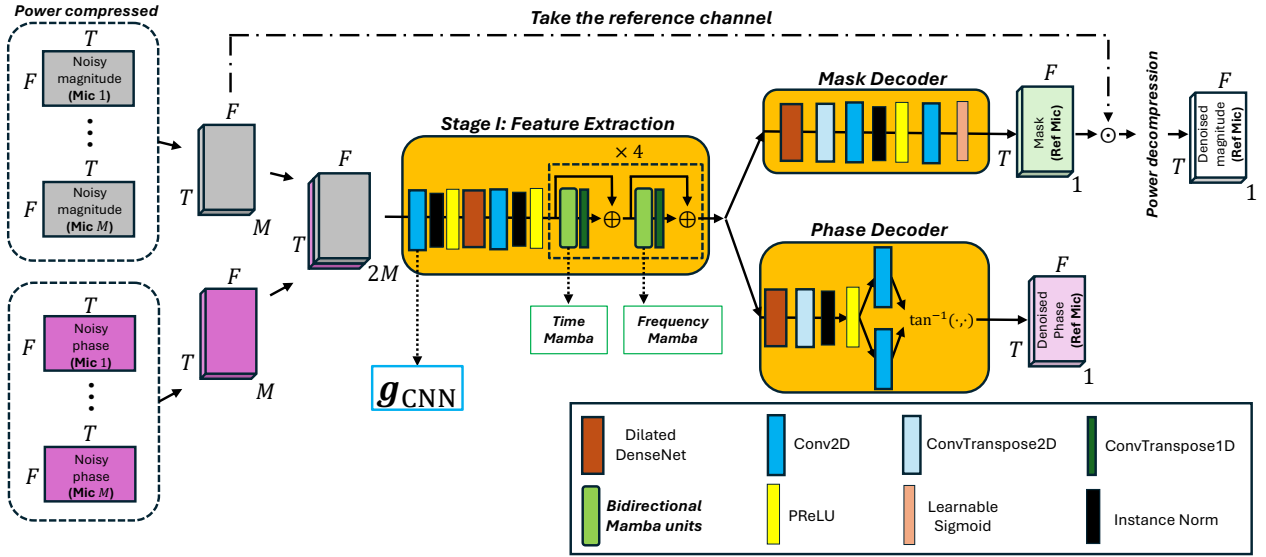 Power compressed
T
F
Noisy
magnitude
(Mic 1)
T
F
Noisy
magnitude
(Mic M)
T
F
Noisy
phase
(Mic 1)
T
F
Noisy
phase
(Mic M)
F
T
M
F
T
M
F
T
2M
Take the reference channel
Stage I: Feature Extraction
× 4
Time
Mamba
Frequency
Mamba
g CNN
Mask Decoder
F
T
Mask
(Ref Mic)
1
⊙
Power decompression
F
T
Denoised
magnitude
(Ref Mic)
1
Phase Decoder
tan⁻¹(·,·)
F
T
Denoised
Phase
(Ref Mic)
1
Dilated
DenseNet
Conv2D
ConvTranspose2D
ConvTranspose1D
Bidirectional
Mamba units
PReLU
Learnable
Sigmoid
Instance Norm